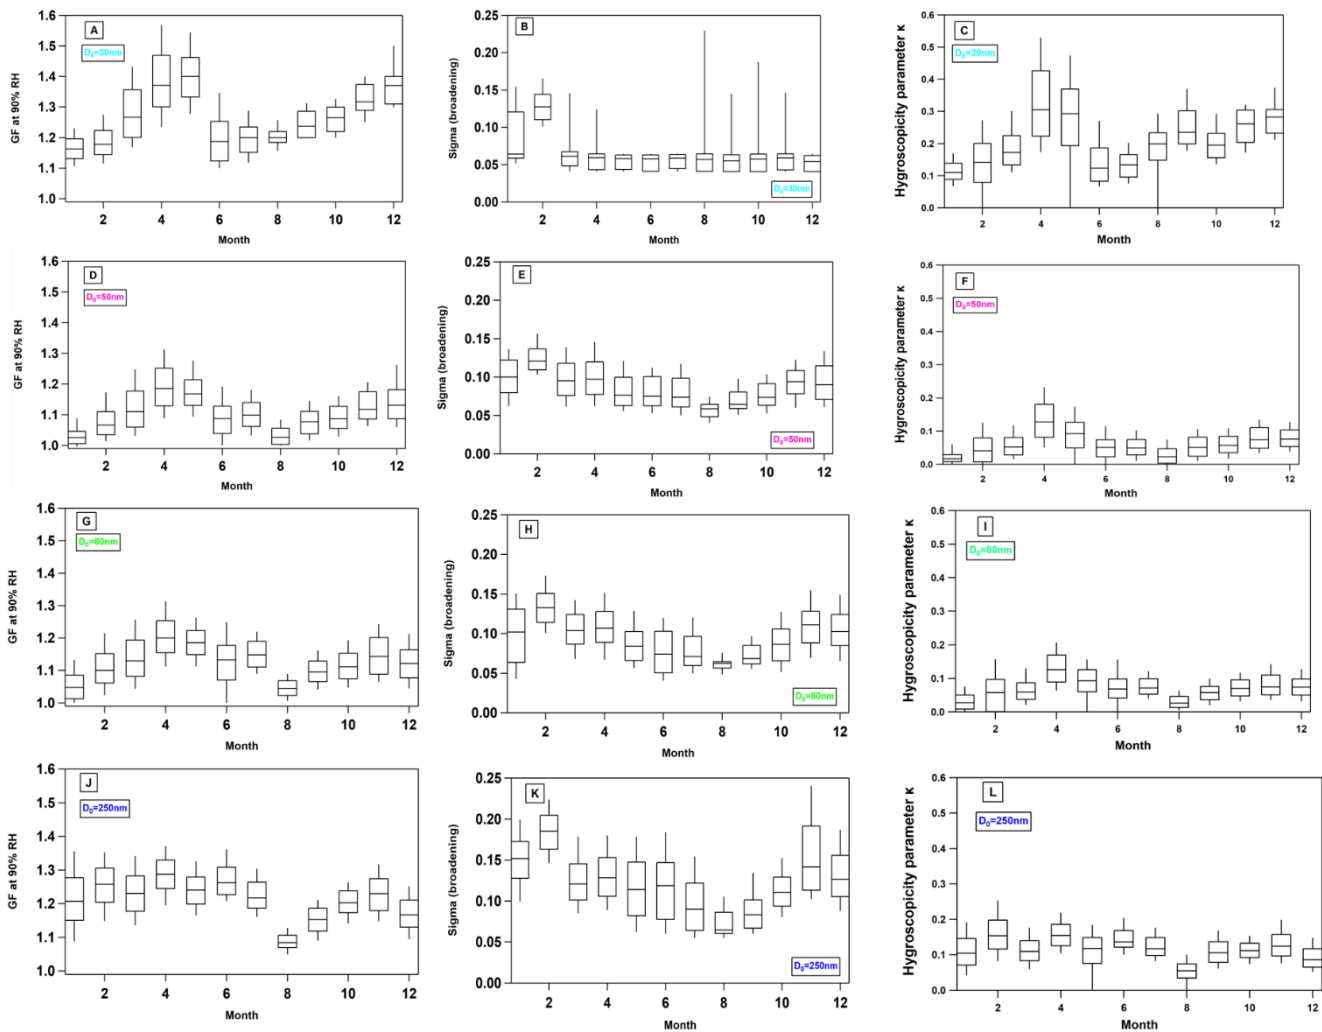 A
D₀=30nm
GF at 90% RH
1.6
1.5
1.4
1.3
1.2
1.1
1.0
2 4 6 8 10 12
Month
B
D₀=30nm
Sigma (broadening)
0.25
0.20
0.15
0.10
0.05
0.00
2 4 6 8 10 12
Month
C
D₀=30nm
Hygroscopicity parameter κ
0.6
0.5
0.4
0.3
0.2
0.1
0.0
2 4 6 8 10 12
Month
D
D₀=50nm
GF at 90% RH
1.6
1.5
1.4
1.3
1.2
1.1
1.0
2 4 6 8 10 12
Month
E
D₀=50nm
Sigma (broadening)
0.25
0.20
0.15
0.10
0.05
0.00
2 4 6 8 10 12
Month
F
D₀=50nm
Hygroscopicity parameter κ
0.6
0.5
0.4
0.3
0.2
0.1
0.0
2 4 6 8 10 12
Month
G
D₀=80nm
GF at 90% RH
1.6
1.5
1.4
1.3
1.2
1.1
1.0
2 4 6 8 10 12
Month
H
D₀=80nm
Sigma (broadening)
0.25
0.20
0.15
0.10
0.05
0.00
2 4 6 8 10 12
Month
I
D₀=80nm
Hygroscopicity parameter κ
0.6
0.5
0.4
0.3
0.2
0.1
0.0
2 4 6 8 10 12
Month
J
D₀=250nm
GF at 90% RH
1.6
1.5
1.4
1.3
1.2
1.1
1.0
2 4 6 8 10 12
Month
K
D₀=250nm
Sigma (broadening)
0.25
0.20
0.15
0.10
0.05
0.00
2 4 6 8 10 12
Month
L
D₀=250nm
Hygroscopicity parameter κ
0.6
0.5
0.4
0.3
0.2
0.1
0.0
2 4 6 8 10 12
Month